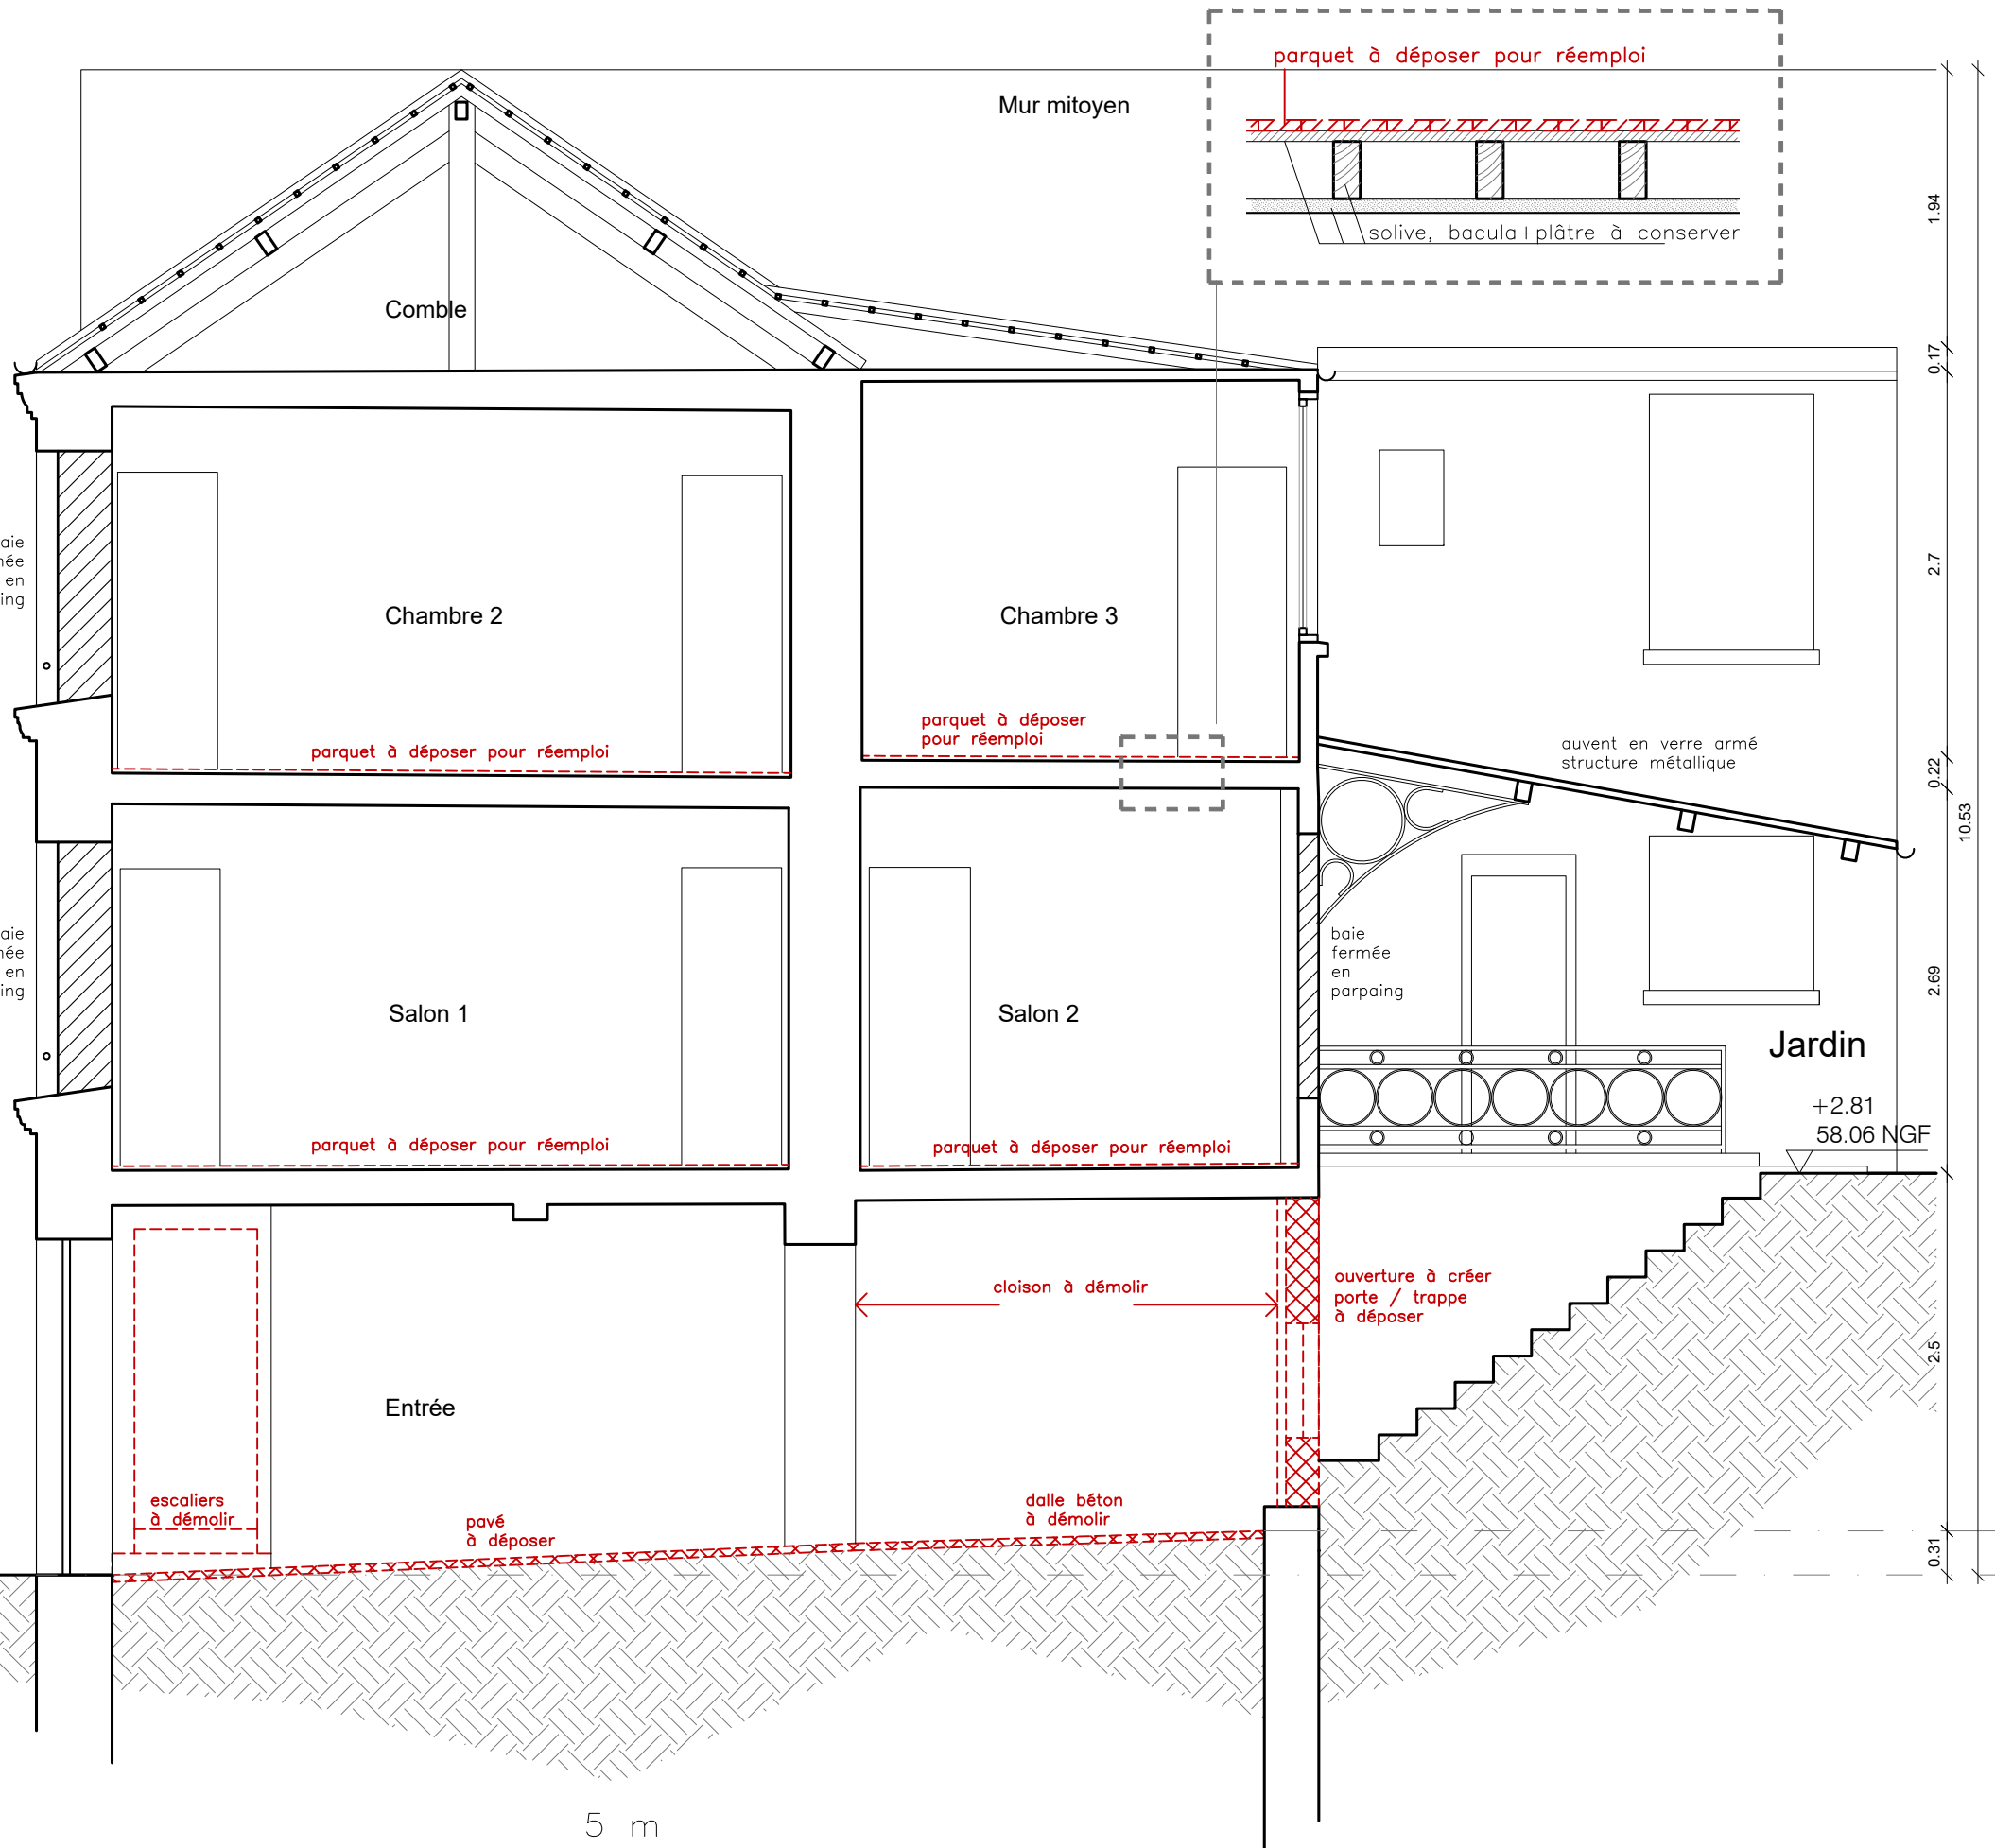 parquet à déposer pour réemploi
Mur mitoyen
solive, bacula+plâtre à conserver
1.94
Comble
0.17
2.7
en
Chambre 2
Chambre 3
parquet à déposer
pour réemploi
parquet à déposer pour réemploi
auvent en verre armé
structure métallique
0.22
10.53
en
baie
fermée
en
parpaing
2.69
Salon 1
Salon 2
Jardin
+2.81
58.06 NGF
parquet à déposer pour réemploi
parquet à déposer pour réemploi
cloison à démolir
ouverture à créer
porte / trappe
à déposer
2.5
Entrée
escaliers
à démolir
pavé
à déposer
dalle béton
à démolir
0.31
5 m